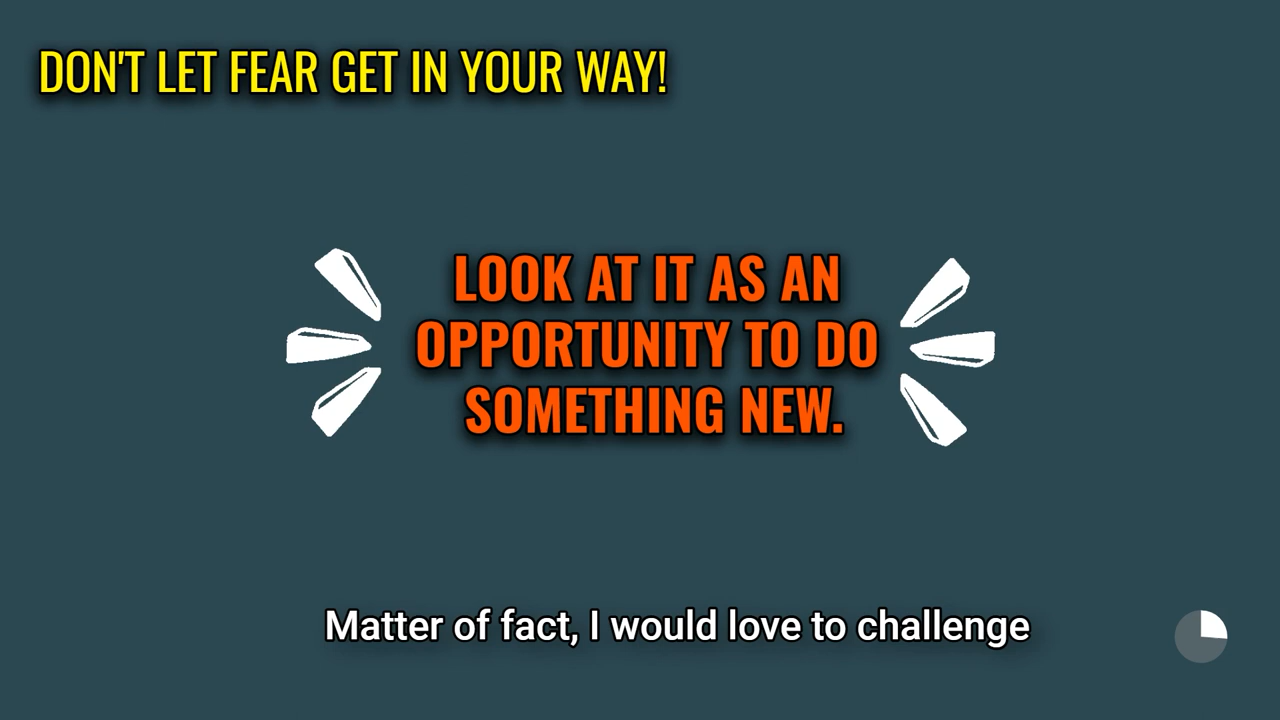 DON'T LET FEAR GET IN YOUR WAY!
LOOK AT IT AS AN
OPPORTUNITY TO DO
SOMETHING NEW.
Matter of fact, I would love to challenge